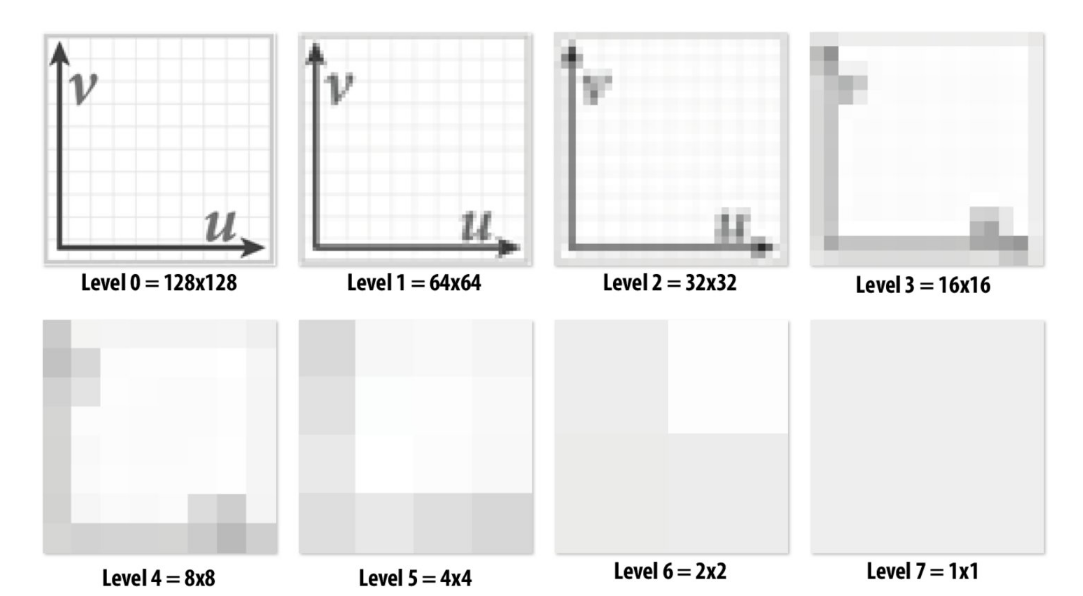 v
u
Level 0 = 128x128
v
u
Level 1 = 64x64
v
u
Level 2 = 32x32
Level 3 = 16x16
Level 4 = 8x8
Level 5 = 4x4
Level 6 = 2x2
Level 7 = 1x1